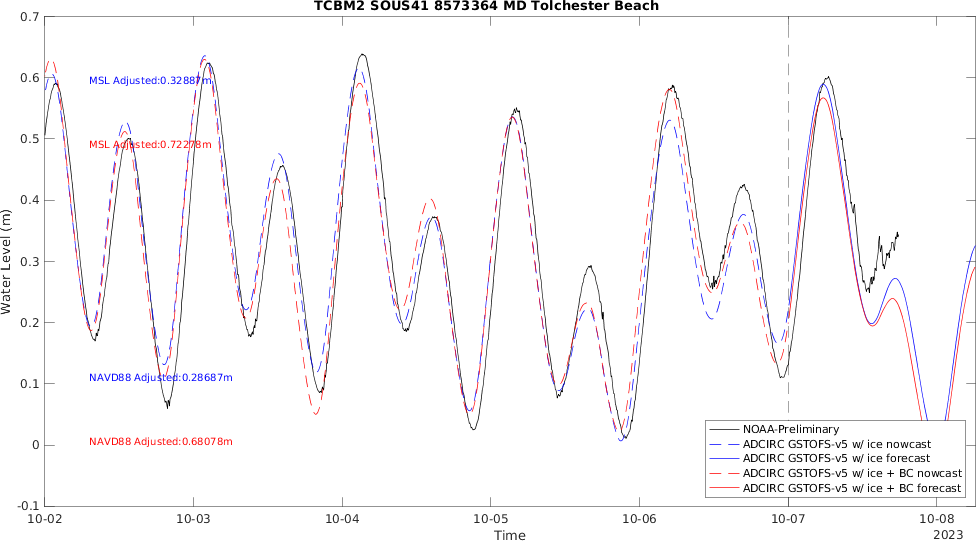 TCBM2 SOUS41 8573364 MD Tolchester Beach
0.7
0.6
0.5
0.4
0.3
0.2
0.1
0
-0.1
Water Level (m)
MSL Adjusted:0.32887m
MSL Adjusted:0.72278m
NAVD88 Adjusted:0.28687m
NAVD88 Adjusted:0.68078m
NOAA-Preliminary
ADCIRC GSTOFS-v5 w/ ice nowcast
ADCIRC GSTOFS-v5 w/ ice forecast
ADCIRC GSTOFS-v5 w/ ice + BC nowcast
ADCIRC GSTOFS-v5 w/ ice + BC forecast
10-02 10-03 10-04 10-05 10-06 10-07 10-08
Time
2023